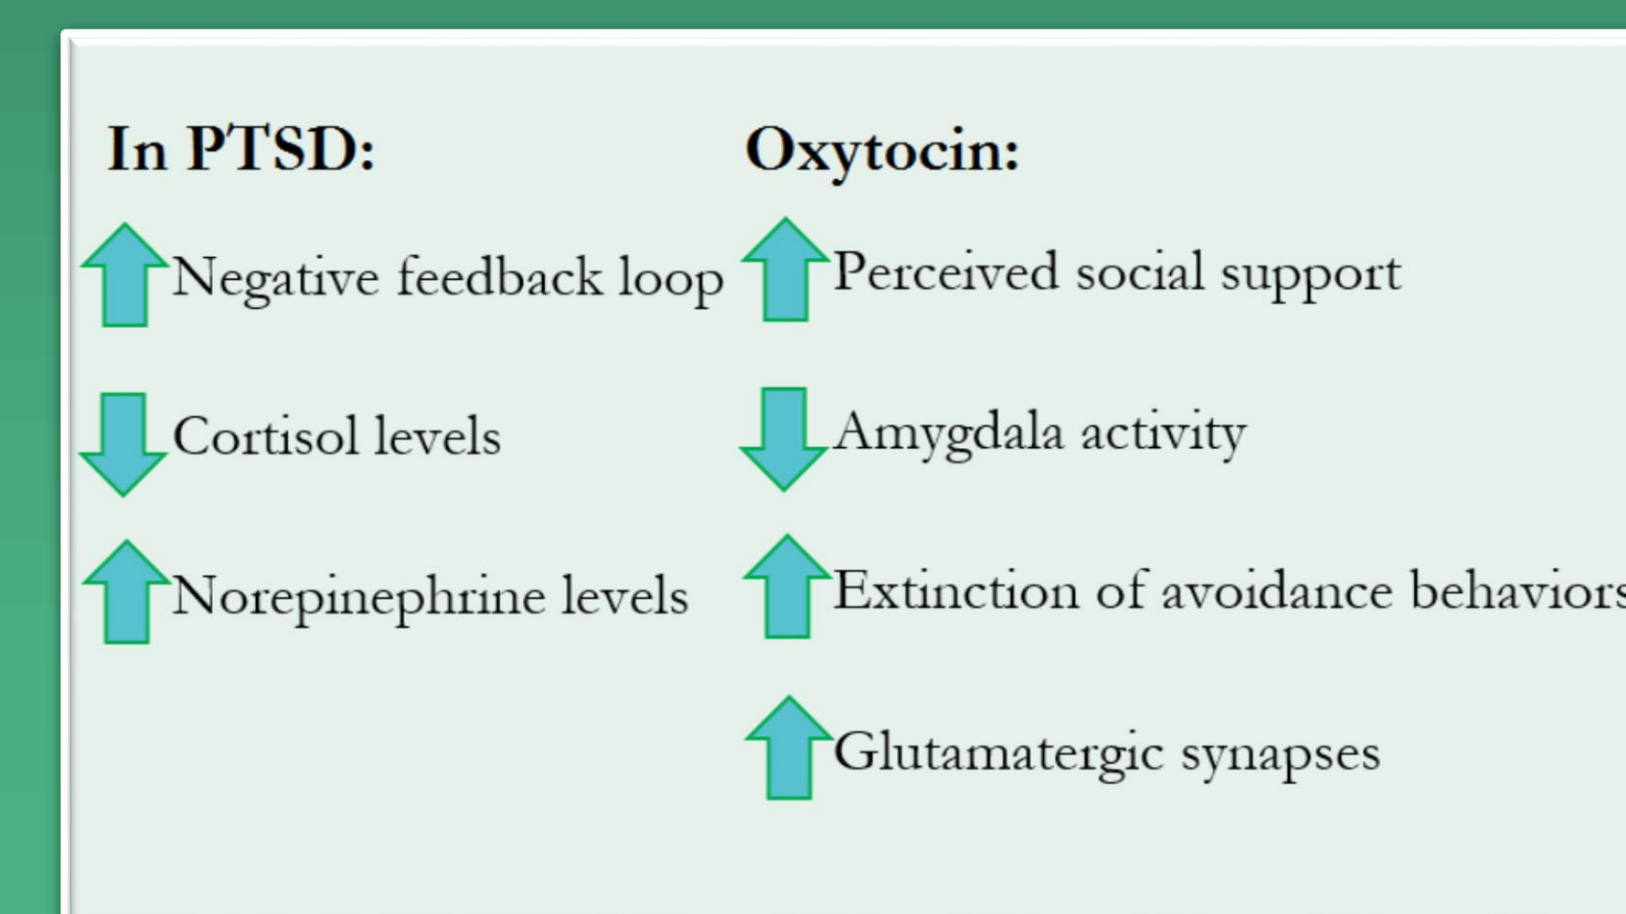 In PTSD:
Negative feedback loop
Cortisol levels
Norepinephrine levels
Oxytocin:
Perceived social support
Amygdala activity
Extinction of avoidance behaviors
Glutamatergic synapses